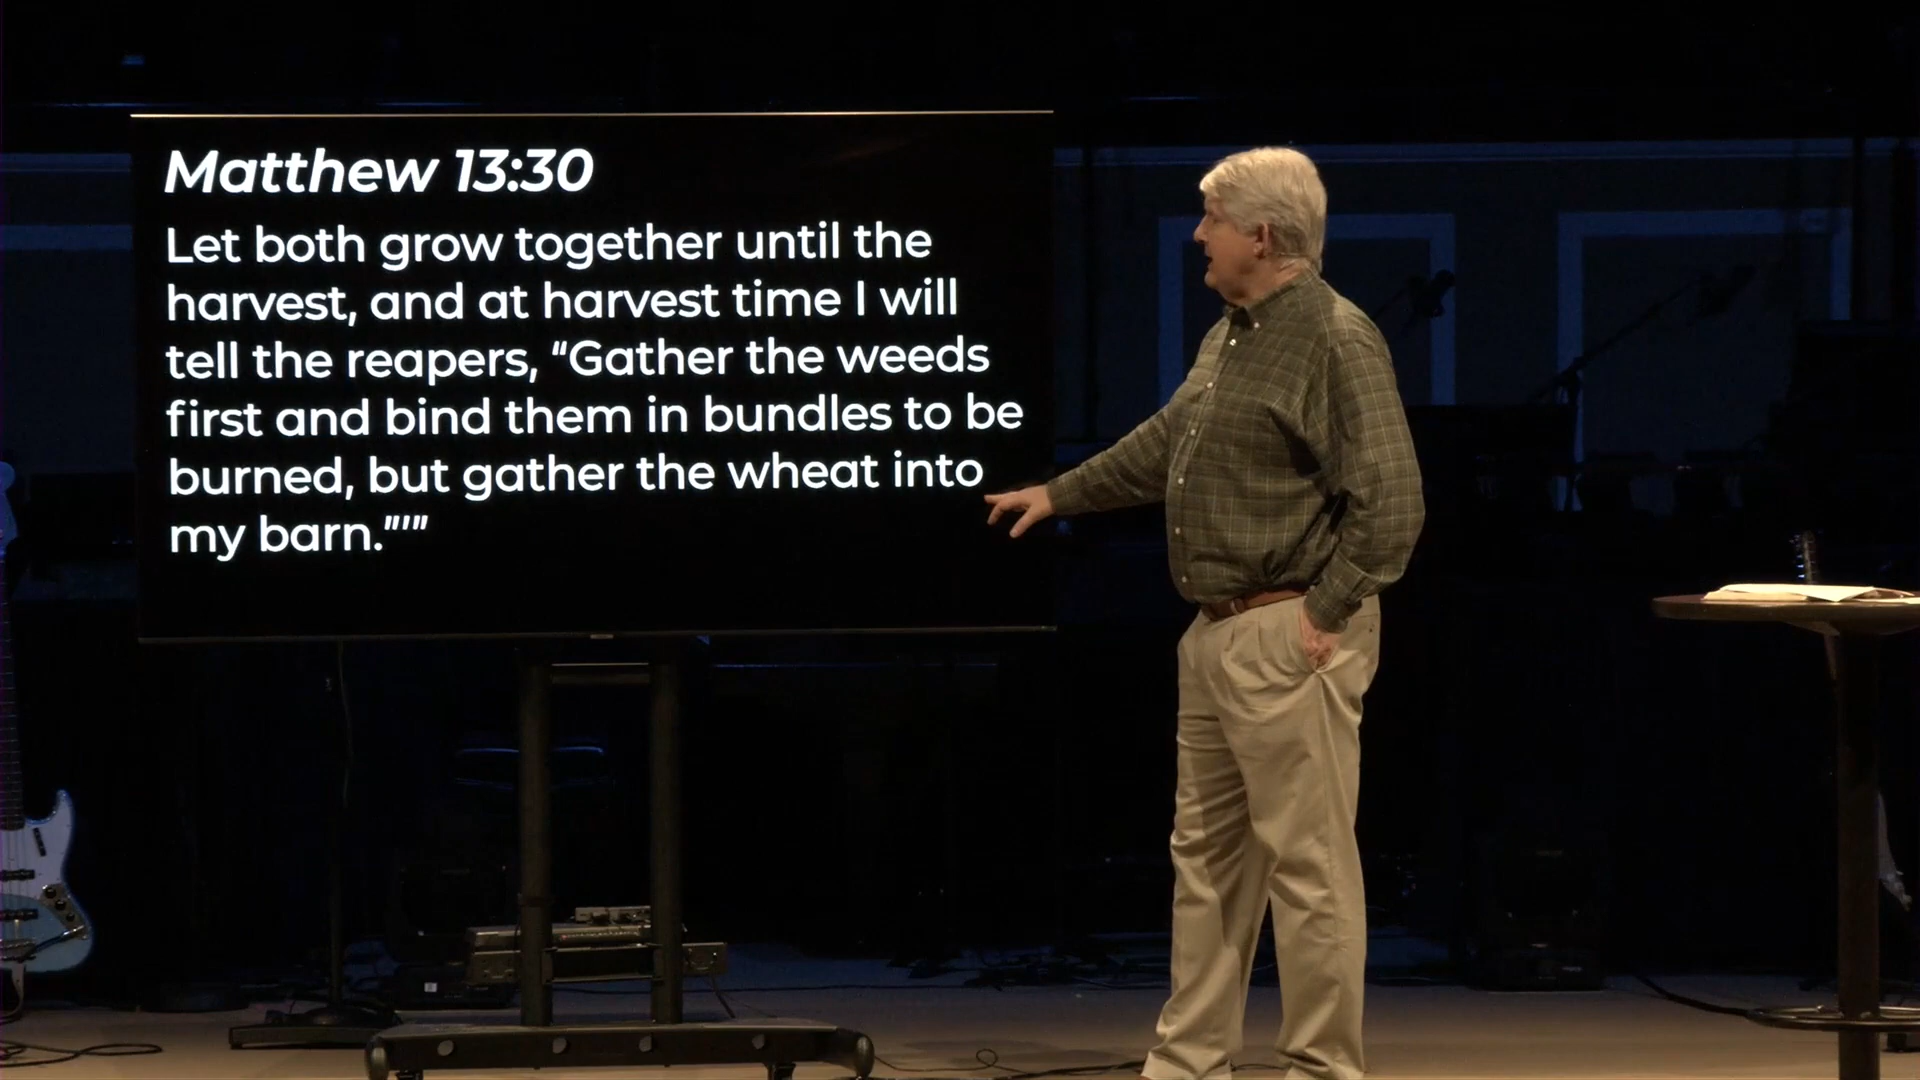 Matthew 13:30
Let both grow together until the
harvest, and at harvest time I will
tell the reapers, “Gather the weeds
first and bind them in bundles to be
burned, but gather the wheat into
my barn.”’”